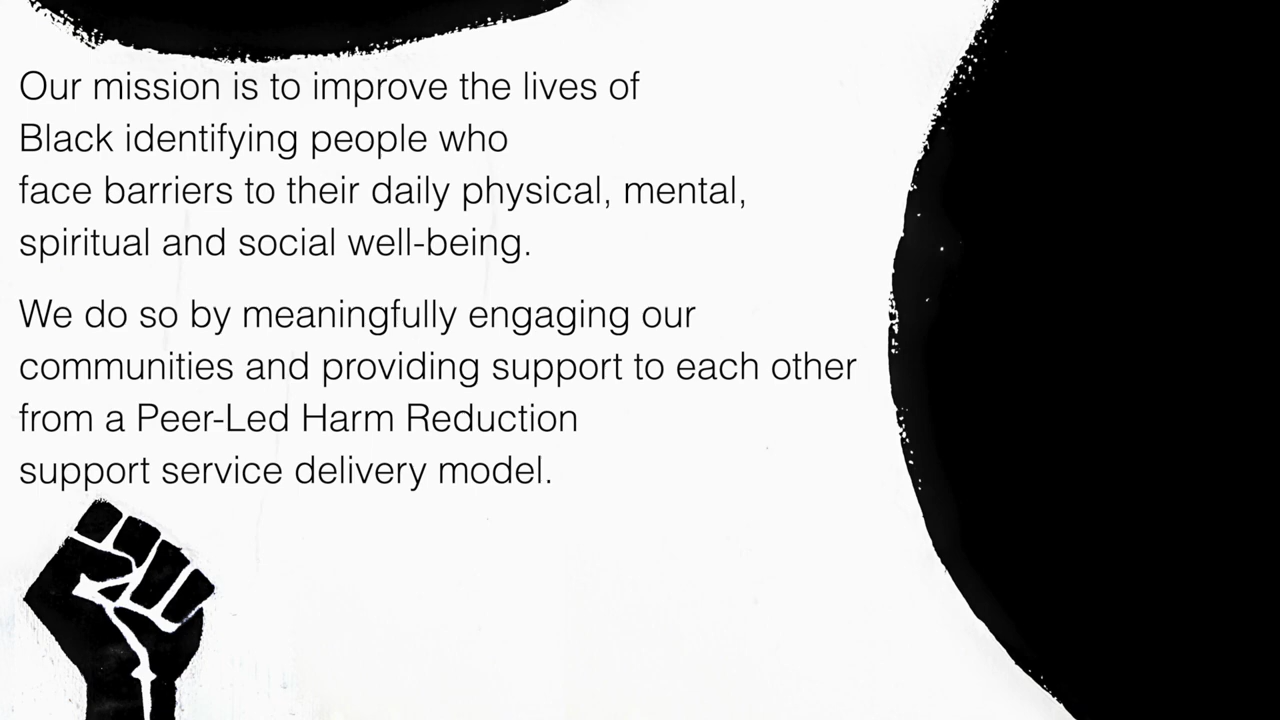 Our mission is to improve the lives of
Black identifying people who
face barriers to their daily physical, mental,
spiritual and social well-being.
We do so by meaningfully engaging our
communities and providing support to each other
from a Peer-Led Harm Reduction
support service delivery model.